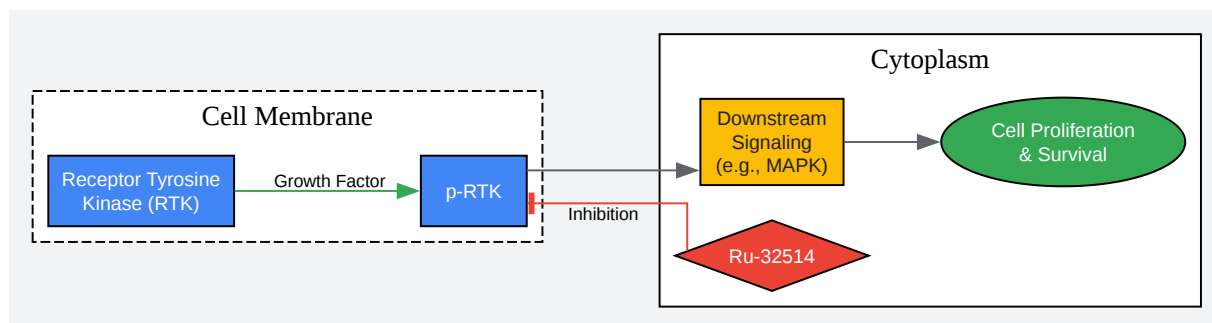 Cell Membrane
Receptor Tyrosine
Kinase (RTK)
Growth Factor
p-RTK
Inhibition
Cytoplasm
Downstream
Signaling
(e.g., MAPK)
Cell Proliferation
& Survival
Ru-32514